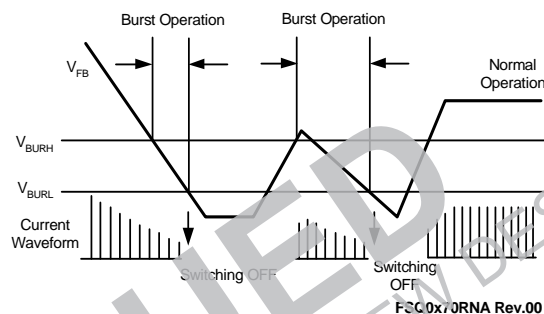 Burst Operation Burst Operation
V_FB
Normal
Operation
V_BURH
V_BURL
Current
Waveform
Switching OFF
Switching
OFF
FSQ0x70RNA Rev.00